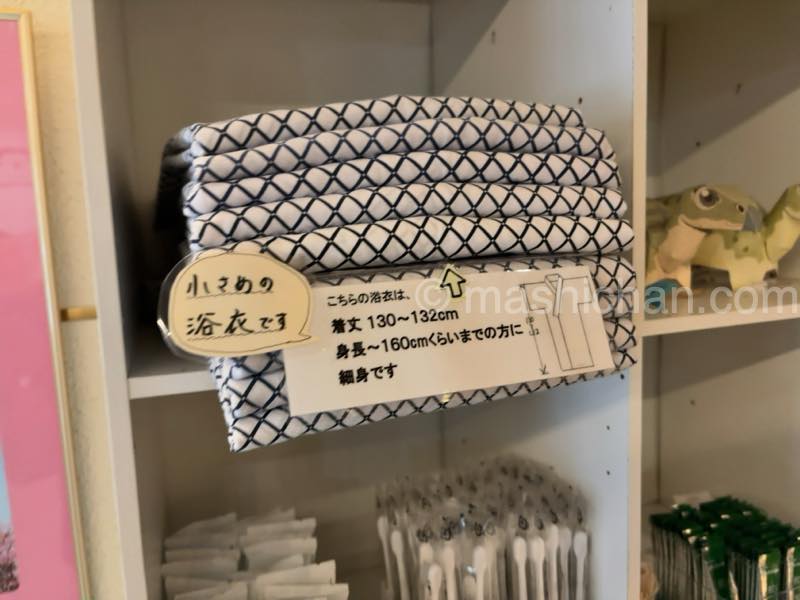 小さめの
浴衣です
こちらの浴衣は、
着丈 130〜132cm
身長〜160cmくらいまでの方に
細身です
© mashichan.com